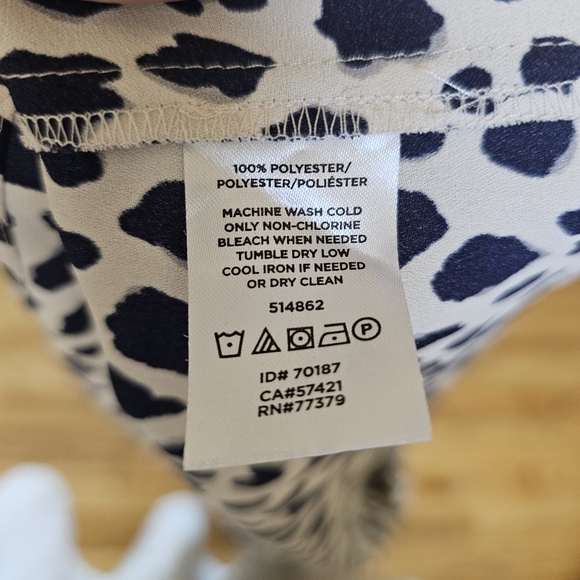 100% POLYESTER/
POLYESTER/POLIÉSTER
MACHINE WASH COLD
ONLY NON-CHLORINE
BLEACH WHEN NEEDED
TUMBLE DRY LOW
COOL IRON IF NEEDED
OR DRY CLEAN
514862
P
ID# 70187
CA#57421
RN#77379